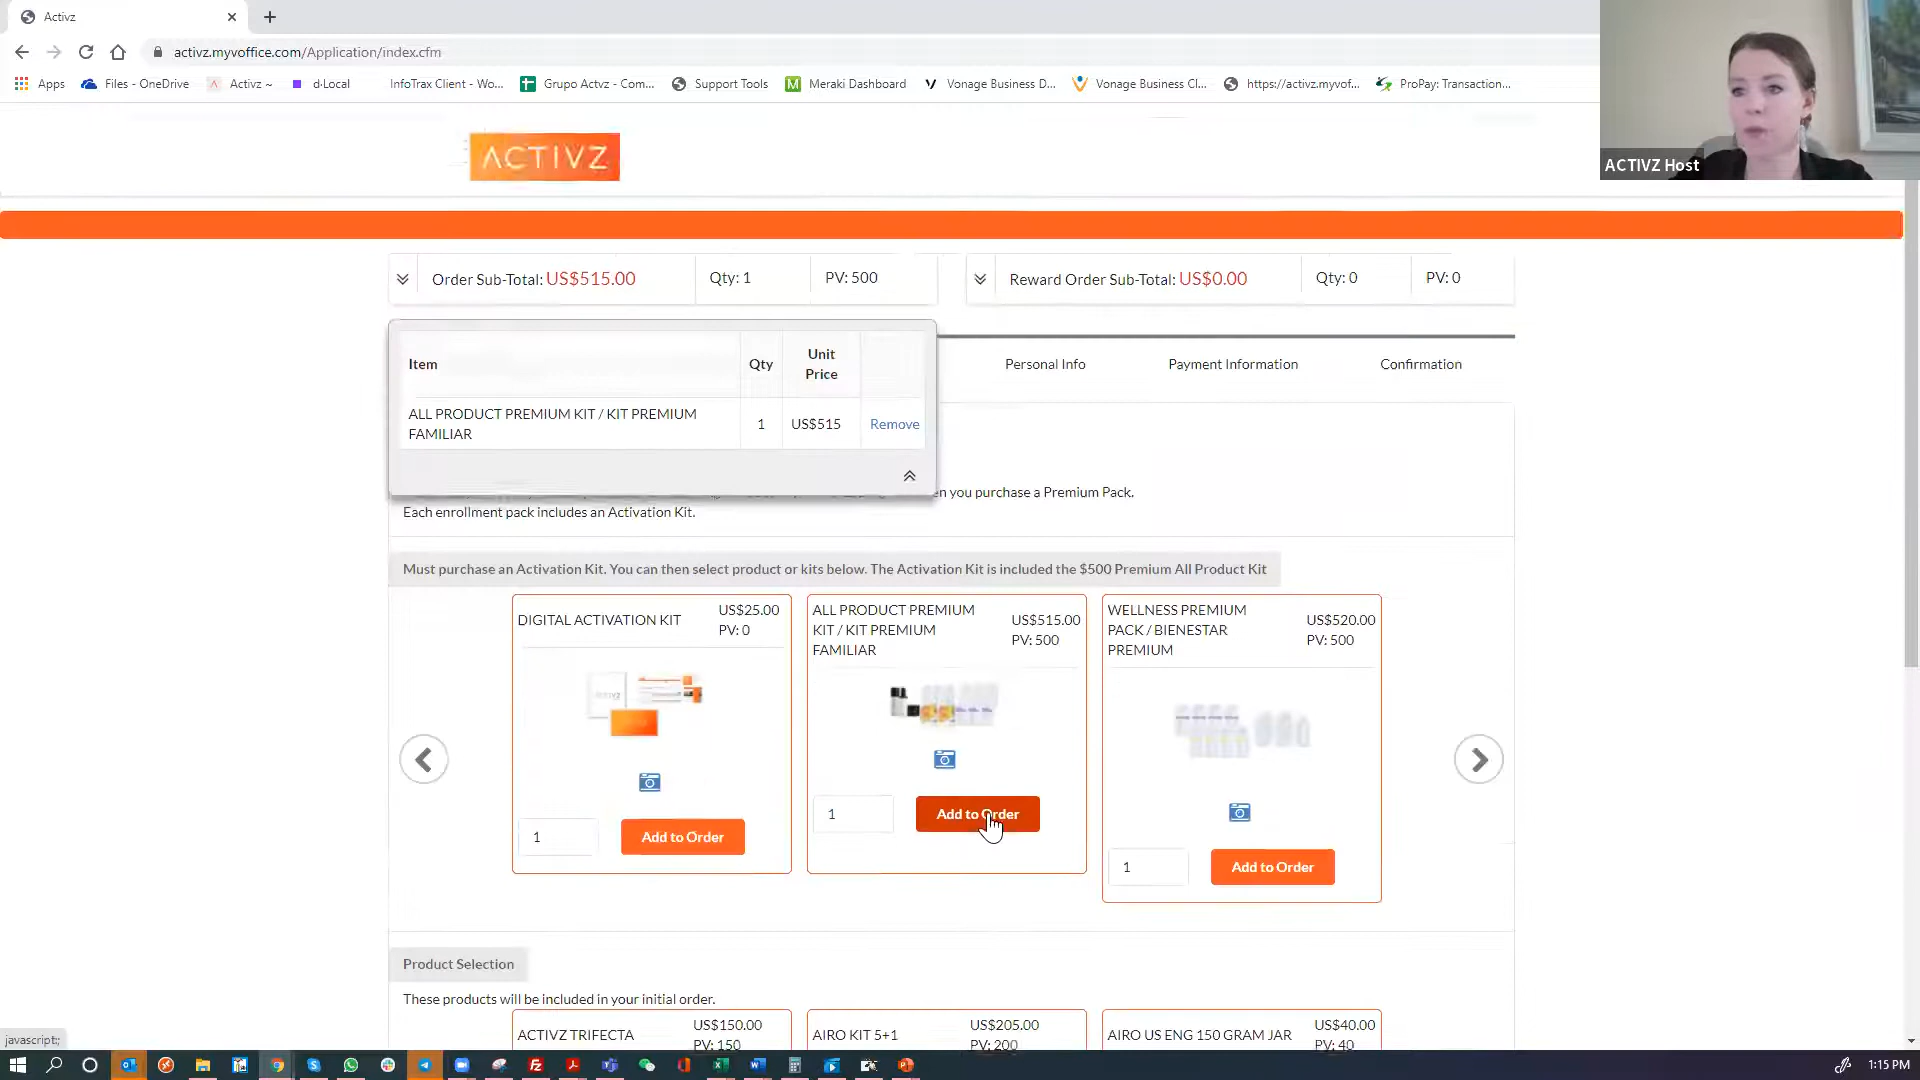 Activz
activz.myvoffice.com/Application/index.cfm
Apps
Files - OneDrive
Activz ~
d·Local
InfoTrax Client - Wo...
Grupo Actvz - Com...
Support Tools
Meraki Dashboard
Vonage Business D...
Vonage Business Cl...
https://activz.myvof...
ProPay: Transaction...
ACTIVZ Host
ACTIVZ
Order Sub-Total: US$515.00
Qty: 1
PV: 500
Reward Order Sub-Total: US$0.00
Qty: 0
PV: 0
Item
Qty
Unit
Price
ALL PRODUCT PREMIUM KIT / KIT PREMIUM
FAMILIAR
1
US$515
Remove
Personal Info
Payment Information
Confirmation
en you purchase a Premium Pack.
Each enrollment pack includes an Activation Kit.
Must purchase an Activation Kit. You can then select product or kits below. The Activation Kit is included the $500 Premium All Product Kit
DIGITAL ACTIVATION KIT
US$25.00
PV: 0
1
Add to Order
ALL PRODUCT PREMIUM
KIT / KIT PREMIUM
FAMILIAR
US$515.00
PV: 500
1
Add to Order
WELLNESS PREMIUM
PACK / BIENESTAR
PREMIUM
US$520.00
PV: 500
1
Add to Order
Product Selection
These products will be included in your initial order.
ACTIVZ TRIFECTA
US$150.00
PV: 150
AIRO KIT 5+1
US$205.00
PV: 200
AIRO US ENG 150 GRAM JAR
US$40.00
PV: 40
javascript:;
1:15 PM